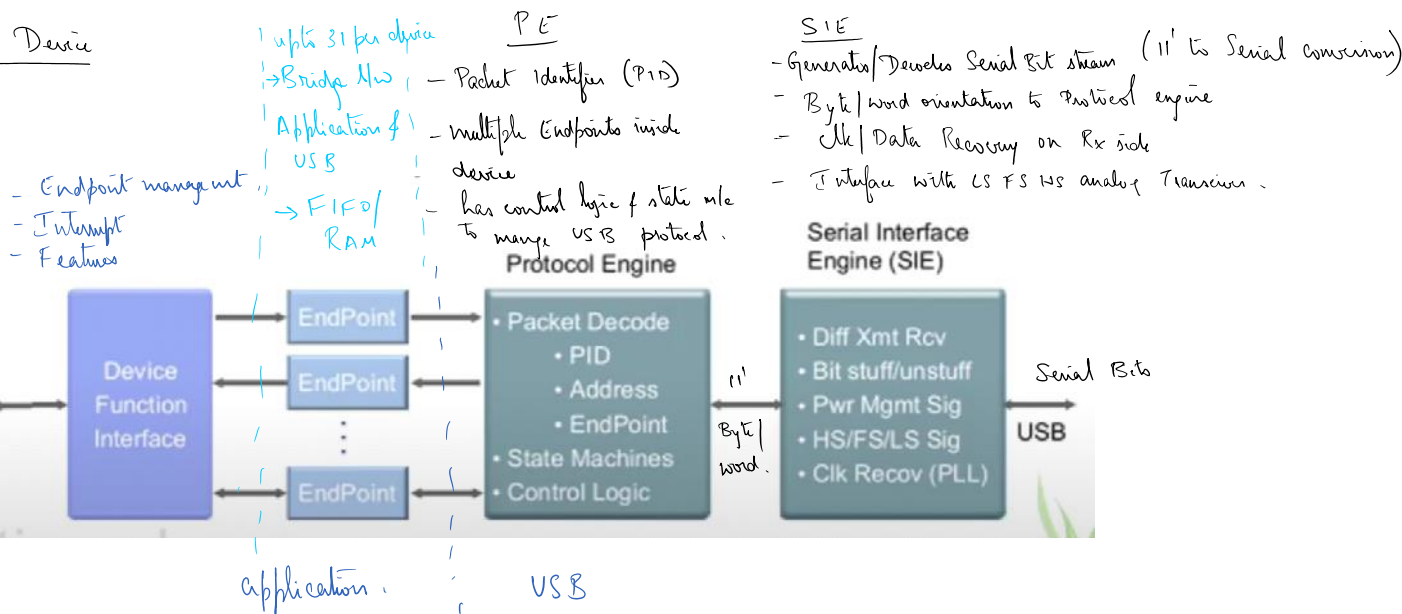 Device
- Endpoint managemnt.
- Interrupt
- Features
upto 31 per device
→ Bridge b/w
Application &
USB
→ FIFO/
RAM
PE
- Packet Identifier (PID)
- multiple Endpoints inside
device
- has control logic & state m/c
to mange USB protocol.
SIE
- Generates/Decodes Serial Bit stream (11' to Serial conversion)
- Byte/word orientation to Protocol engine
- Clk/Data Recovery on Rx side
- Interface with LS FS HS analog Transcivers.
Device
Function
Interface
EndPoint
EndPoint
EndPoint
Protocol Engine
• Packet Decode
• PID
• Address
• EndPoint
• State Machines
• Control Logic
11'
Byte/
word.
Serial Interface
Engine (SIE)
• Diff Xmt Rcv
• Bit stuff/unstuff
• Pwr Mgmt Sig
• HS/FS/LS Sig
• Clk Recov (PLL)
Serial Bits
USB
application.
USB